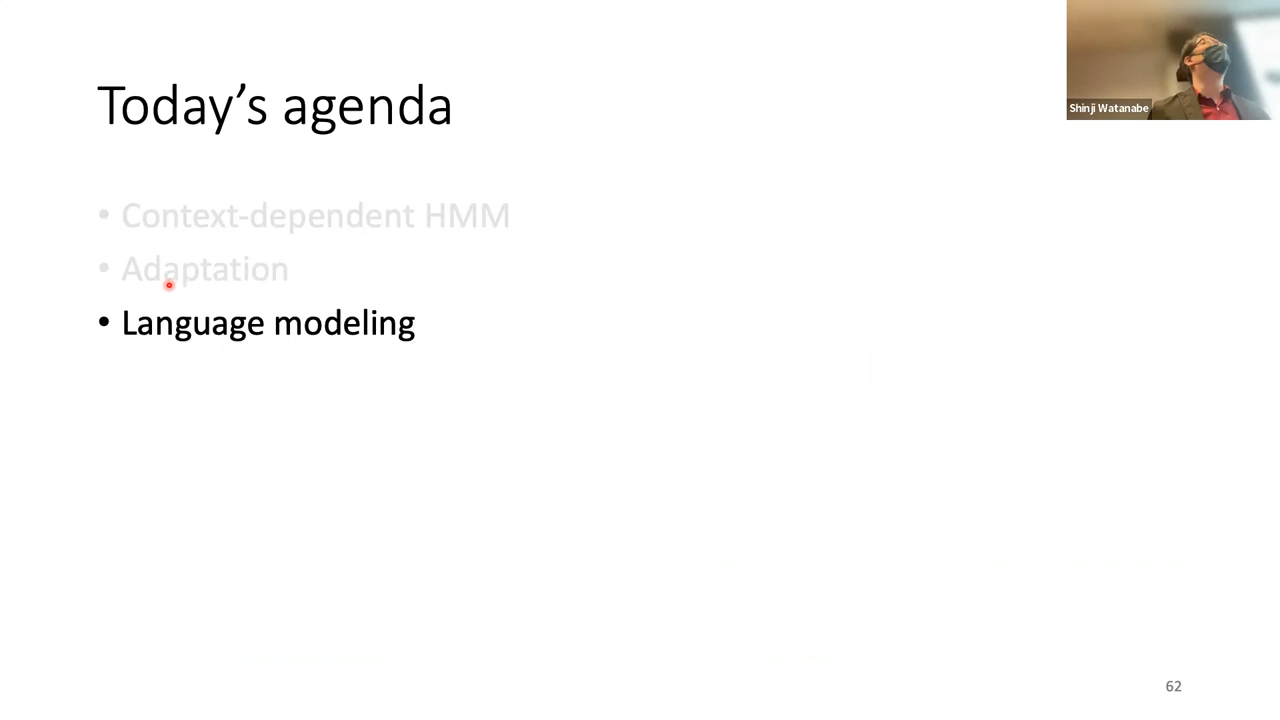 Today's agenda
Shinji Watanabe
• Context-dependent HMM
• Adaptation
• Language modeling
62